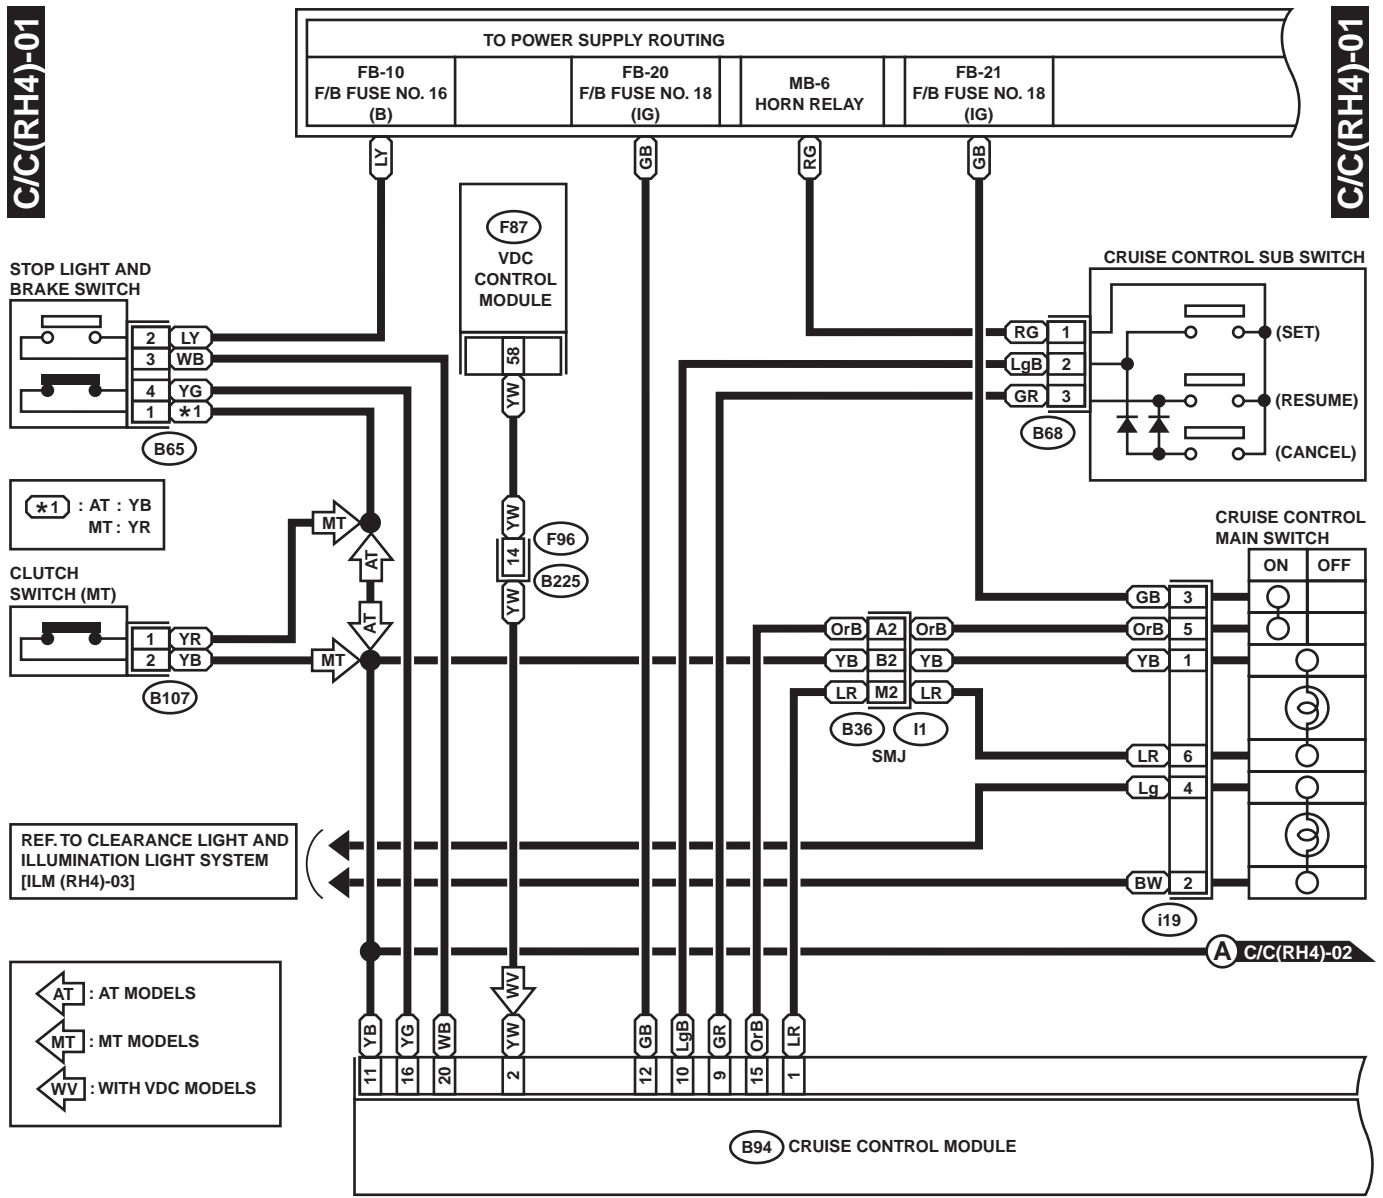 C/C(RH4)-01
C/C(RH4)-01
TO POWER SUPPLY ROUTING
FB-10
F/B FUSE NO. 16
(B)
FB-20
F/B FUSE NO. 18
(IG)
MB-6
HORN RELAY
FB-21
F/B FUSE NO. 18
(IG)
LY
GB
RG
GB
F87
VDC
CONTROL
MODULE
58
YW
YW
14
YW
F96
B225
STOP LIGHT AND
BRAKE SWITCH
2 LY
3 WB
4 YG
1 *1
B65
*1 : AT : YB
MT : YR
CLUTCH
SWITCH (MT)
1 YR
2 YB
B107
MT
AT
AT
MT
CRUISE CONTROL SUB SWITCH
RG 1
LgB 2
GR 3
B68
(SET)
(RESUME)
(CANCEL)
CRUISE CONTROL
MAIN SWITCH
ON OFF
GB 3
OrB 5
YB 1
LR 6
Lg 4
BW 2
i19
OrB A2 OrB
YB B2 YB
LR M2 LR
B36 I1
SMJ
REF. TO CLEARANCE LIGHT AND
ILLUMINATION LIGHT SYSTEM
[ILM (RH4)-03]
A C/C(RH4)-02
AT : AT MODELS
MT : MT MODELS
WV : WITH VDC MODELS
WV
YB YG WB YW GB LgB GR OrB LR
11 16 20 2 12 10 9 15 1
B94 CRUISE CONTROL MODULE